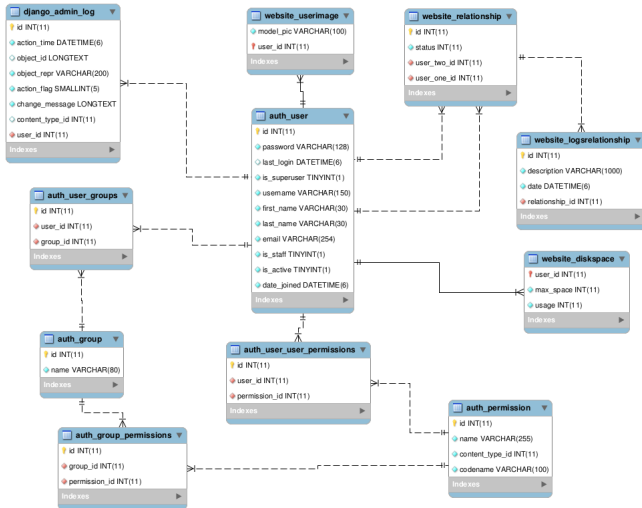 django_admin_log
id INT(11)
action_time DATETIME(6)
object_id LONGTEXT
object_repr VARCHAR(200)
action_flag SMALLINT(5)
change_message LONGTEXT
content_type_id INT(11)
user_id INT(11)
Indexes
website_userimage
model_pic VARCHAR(100)
user_id INT(11)
Indexes
website_relationship
id INT(11)
status INT(11)
user_two_id INT(11)
user_one_id INT(11)
Indexes
auth_user
id INT(11)
password VARCHAR(128)
last_login DATETIME(6)
is_superuser TINYINT(1)
username VARCHAR(150)
first_name VARCHAR(30)
last_name VARCHAR(30)
email VARCHAR(254)
is_staff TINYINT(1)
is_active TINYINT(1)
date_joined DATETIME(6)
Indexes
website_logsrelationship
id INT(11)
description VARCHAR(1000)
date DATETIME(6)
relationship_id INT(11)
Indexes
auth_user_groups
id INT(11)
user_id INT(11)
group_id INT(11)
Indexes
website_diskspace
user_id INT(11)
max_space INT(11)
usage INT(11)
Indexes
auth_group
id INT(11)
name VARCHAR(80)
Indexes
auth_user_user_permissions
id INT(11)
user_id INT(11)
permission_id INT(11)
Indexes
auth_permission
id INT(11)
name VARCHAR(255)
content_type_id INT(11)
codename VARCHAR(100)
Indexes
auth_group_permissions
id INT(11)
group_id INT(11)
permission_id INT(11)
Indexes